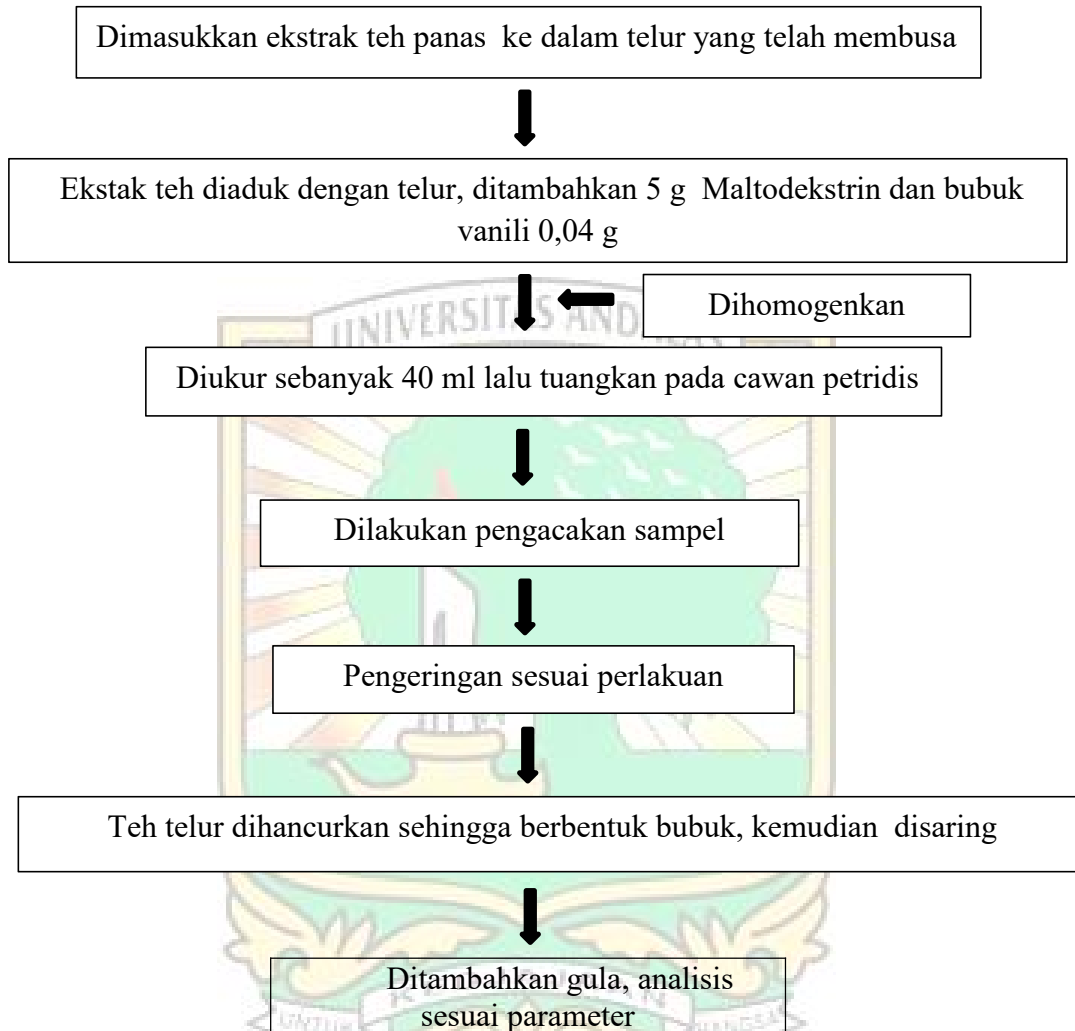 Dimasukkan ekstrak teh panas ke dalam telur yang telah membusa
Ekstak teh diaduk dengan telur, ditambahkan 5 g Maltodekstrin dan bubuk
vanili 0,04 g
UNIVERSITAS
Dihomogenkan
Diukur sebanyak 40 ml lalu tuangkan pada cawan petridis
Dilakukan pengacakan sampel
Pengeringan sesuai perlakuan
Teh telur dihancurkan sehingga berbentuk bubuk, kemudian disaring
Ditambahkan gula, analisis
sesuai parameter
UNTUK